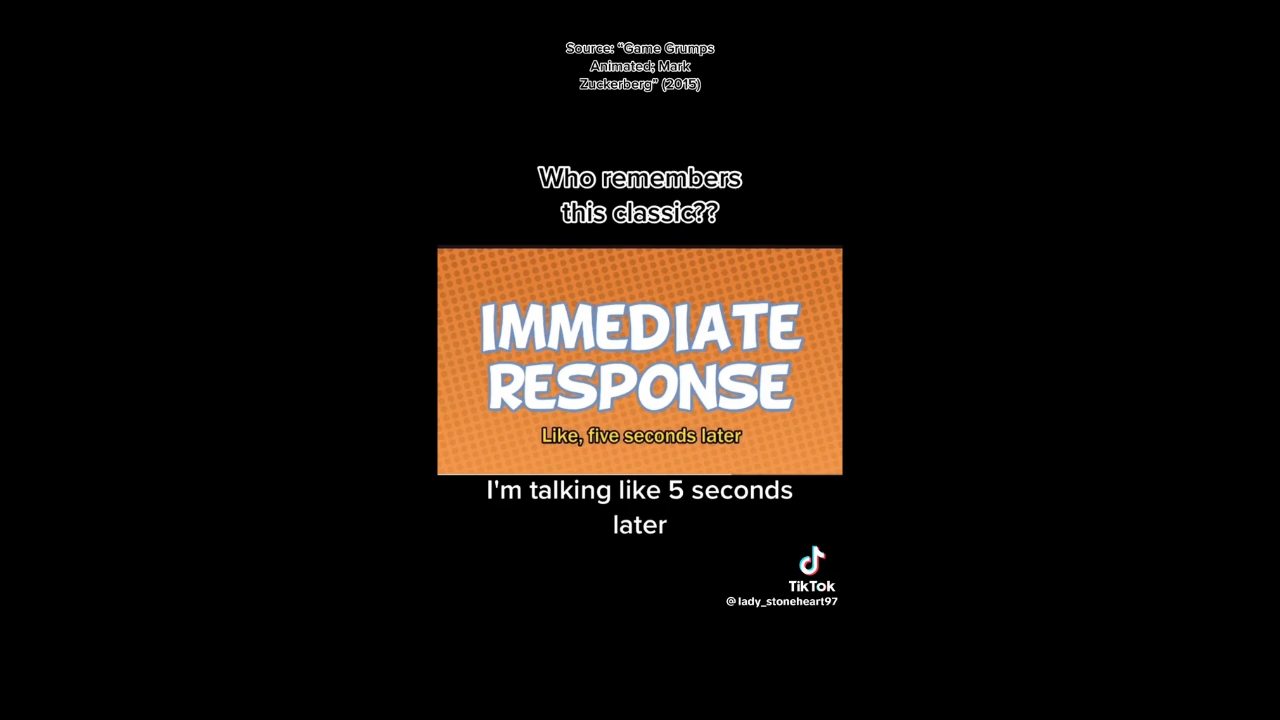 Source: "Game Grumps
Animated; Mark
Zuckerberg" (2015)
Who remembers
this classic??
IMMEDIATE
RESPONSE
Like, five seconds later
I'm talking like 5 seconds
later
TikTok
@lady_stoneheart97